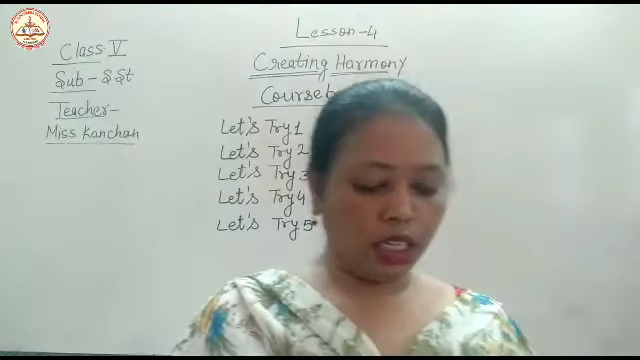 Class V
Sub - SSt
Teacher-
Miss Kanchan
Lesson-4
Creating Harmony
Courseb
Let's Try 1
Let's Try 2
Let's Try 3
Let's Try 4
Let's Try 5